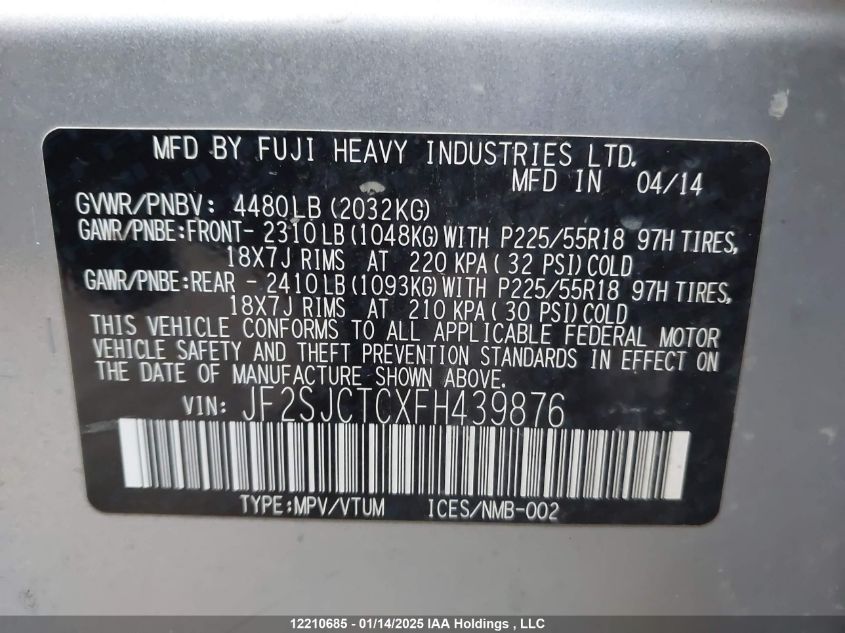 MFD BY FUJI HEAVY INDUSTRIES LTD.
MFD IN 04/14
GVWR/PNBV: 4480LB(2032KG)
GAWR/PNBE:FRONT- 2310LB(1048KG)WITH P225/55R18 97H TIRES,
18X7J RIMS AT 220 KPA(32 PSI)COLD
GAWR/PNBE:REAR - 2410LB(1093KG)WITH P225/55R18 97H TIRES,
18X7J RIMS AT 210 KPA(30 PSI)COLD
THIS VEHICLE CONFORMS TO ALL APPLICABLE FEDERAL MOTOR
VEHICLE SAFETY AND THEFT PREVENTION STANDARDS IN EFFECT ON
THE DATE OF MANUFACTURE SHOWN ABOVE.
VIN: JF2SJCTCXFH439876
TYPE:MPV/VTUM ICES/NMB-002
12210685 - 01/14/2025 IAA Holdings , LLC